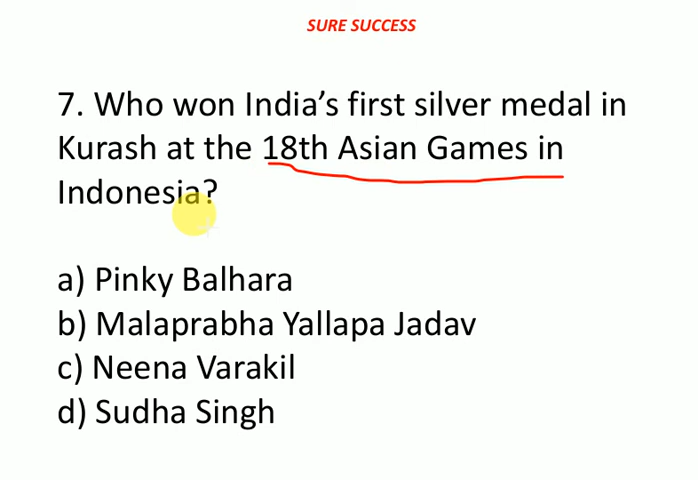 SURE SUCCESS
7. Who won India’s first silver medal in
Kurash at the 18th Asian Games in
Indonesia?
a) Pinky Balhara
b) Malaprabha Yallapa Jadav
c) Neena Varakil
d) Sudha Singh